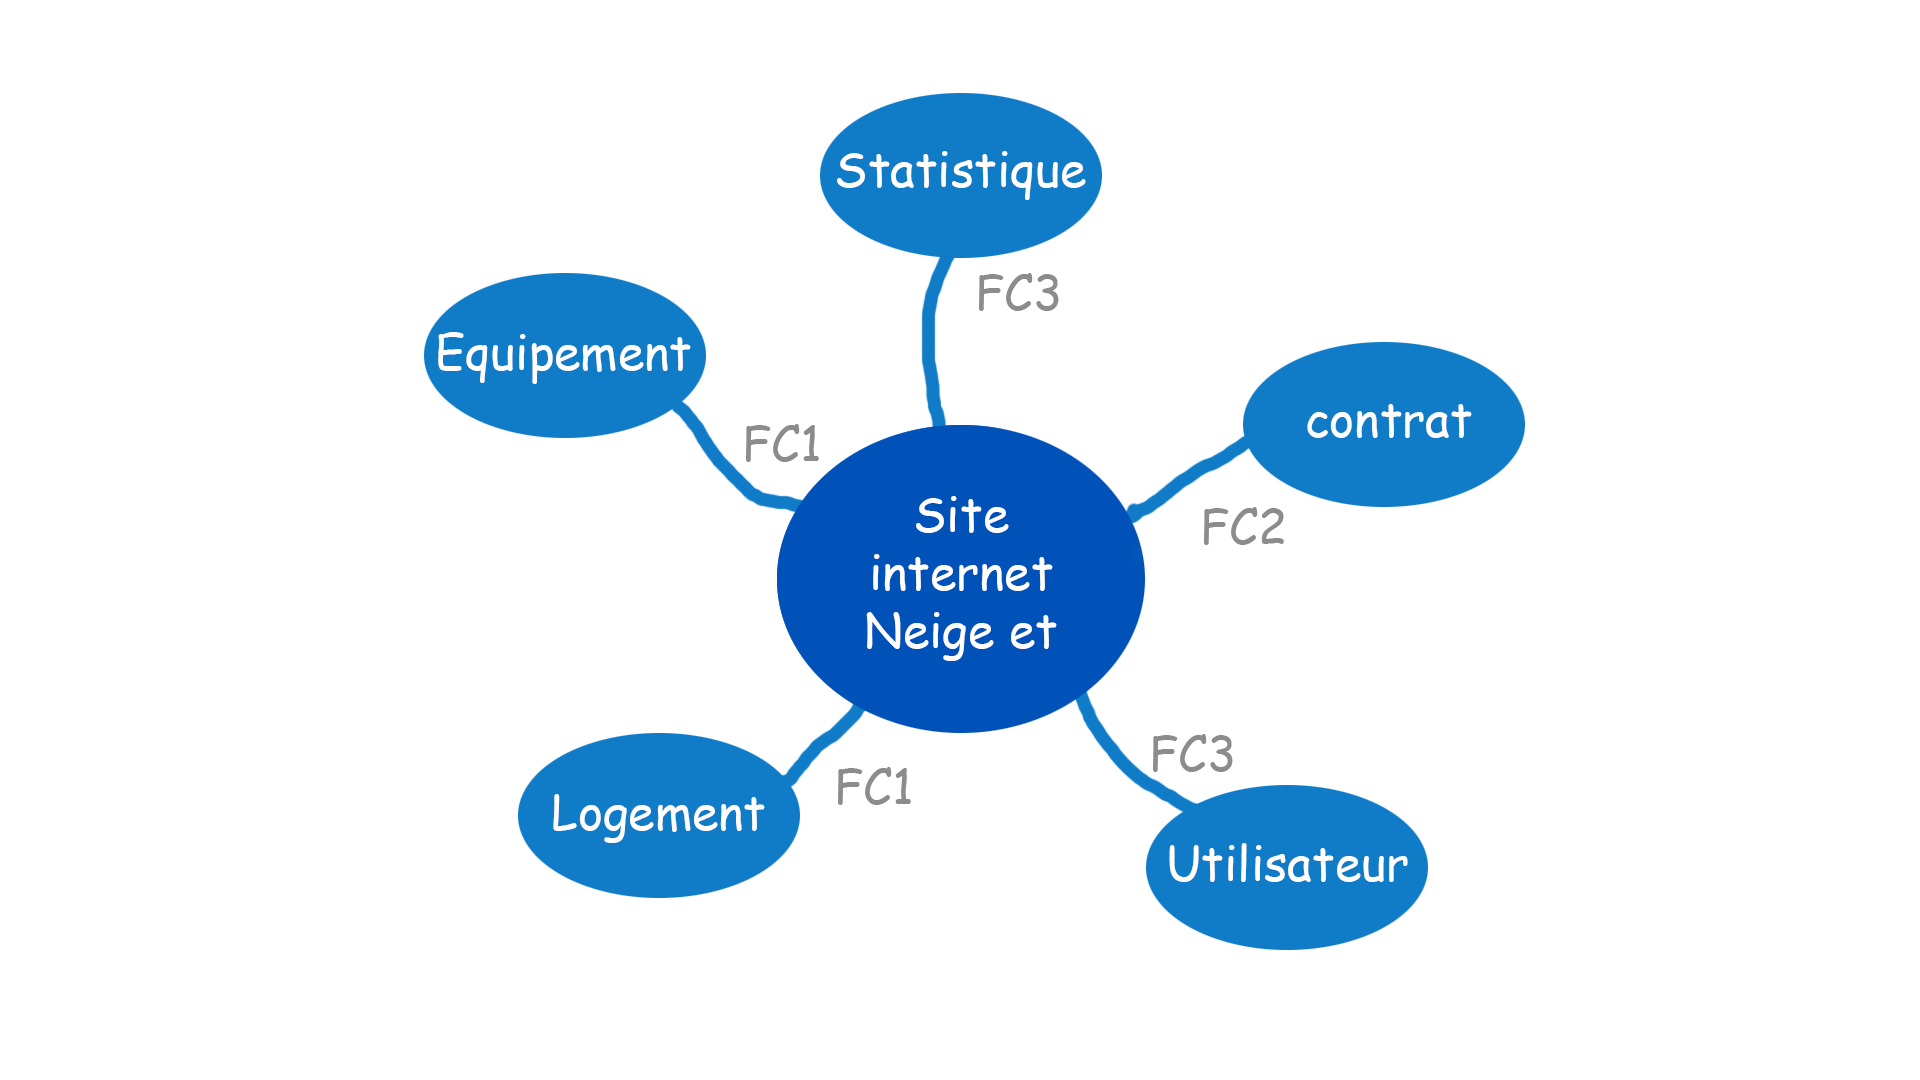 Statistique
FC3
Equipement
contrat
FC1
FC2
Site
internet
Neige et
FC3
FC1
Logement
Utilisateur